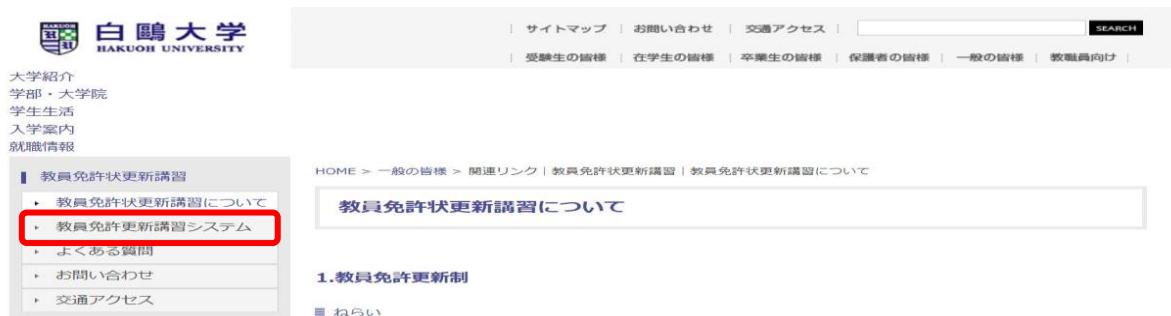 白鷗大学
HAKUOH UNIVERSITY
サイトマップ | お問い合わせ | 交通アクセス | SEARCH
受験生の皆様 | 在学生の皆様 | 卒業生の皆様 | 保護者の皆様 | 一般の皆様 | 教職員向け
大学紹介
学部・大学院
学生生活
入学案内
就職情報
教員免許状更新講習
教員免許状更新講習について
教員免許更新講習システム
よくある質問
お問い合わせ
交通アクセス
HOME > 一般の皆様 > 関連リンク | 教員免許状更新講習 | 教員免許状更新講習について
教員免許状更新講習について
1.教員免許更新制
ねらい